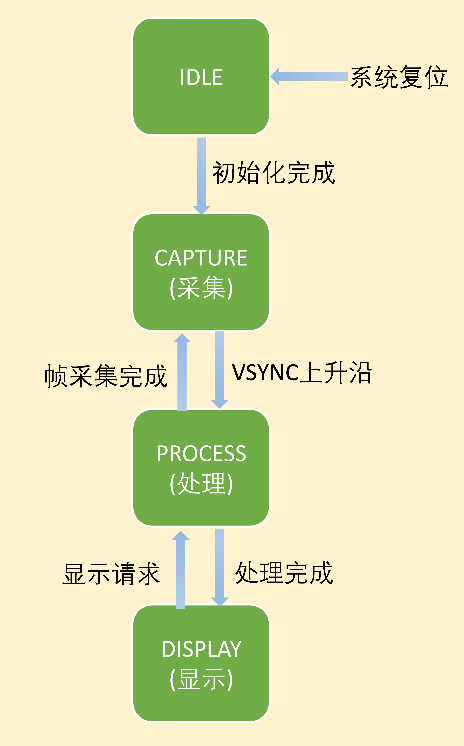 IDLE
系统复位
初始化完成
CAPTURE
(采集)
帧采集完成
VSYNC上升沿
PROCESS
(处理)
显示请求
处理完成
DISPLAY
(显示)